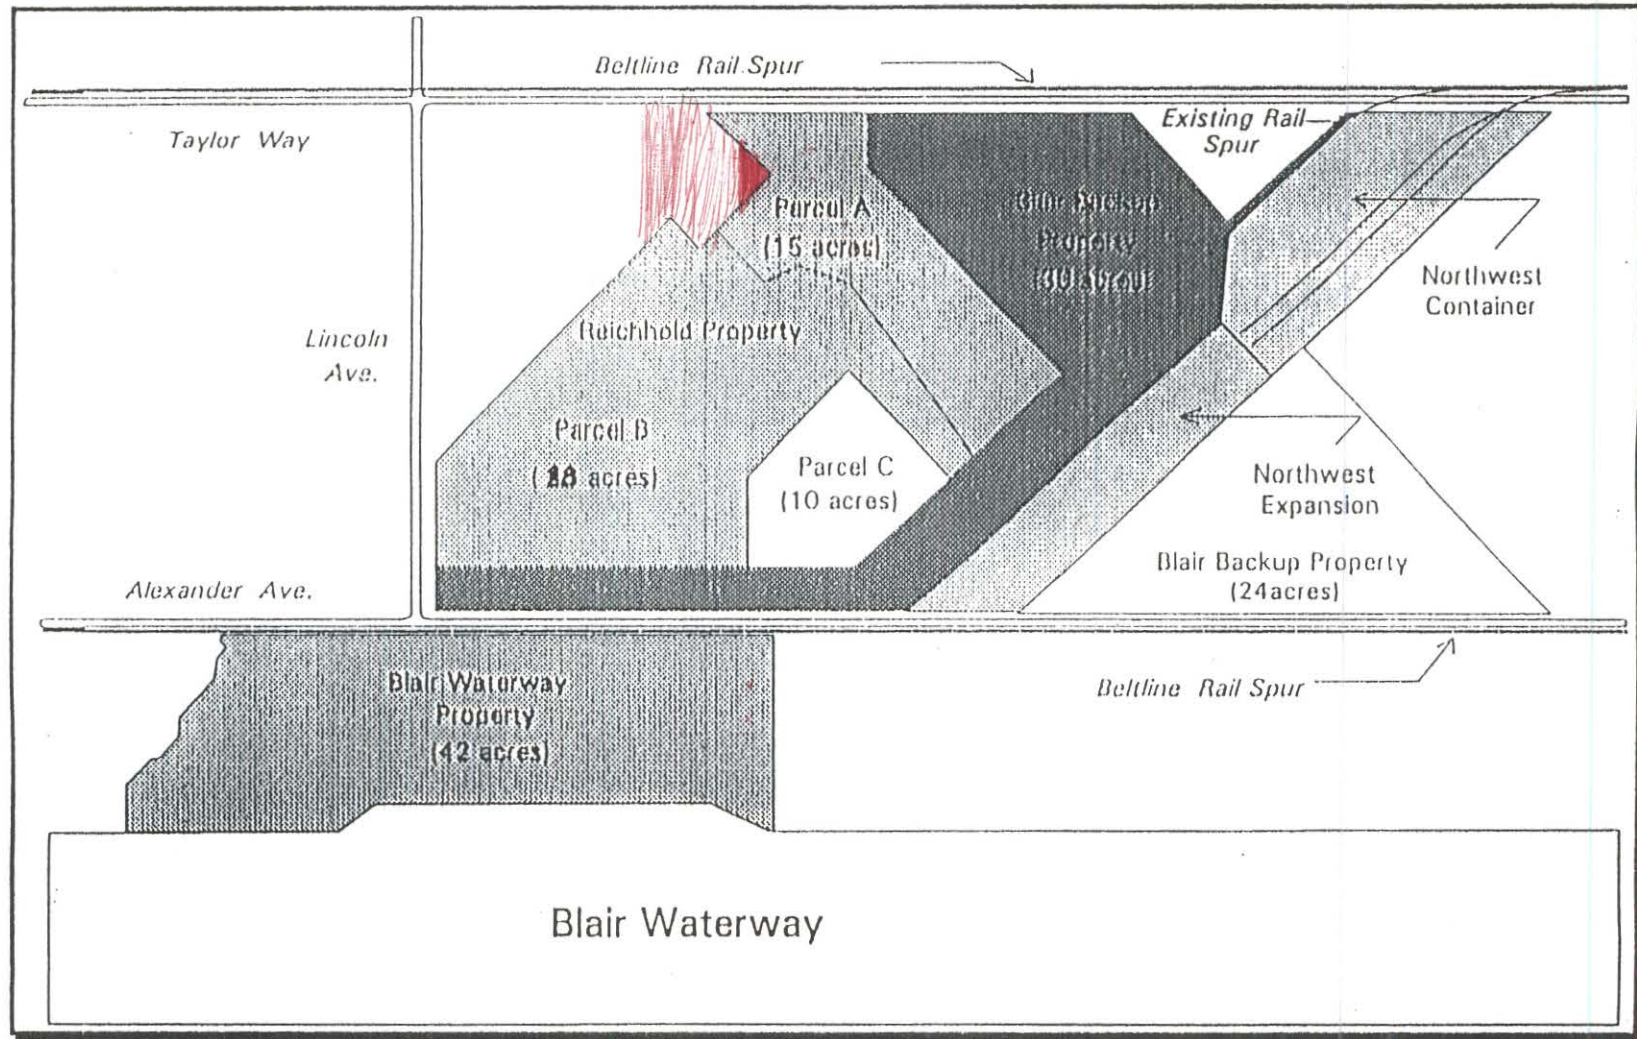 Beltline Rail Spur
Taylor Way
Existing Rail
Spur
Parcel A
(15 acres)
Backup
Property
Northwest
Container
Reichhold Property
Lincoln
Ave.
Parcel B
( acres)
Parcel C
(10 acres)
Northwest
Expansion
Blair Backup Property
(24acres)
Alexander Ave.
Blair Waterway
Property
(42 acres)
Beltline Rail Spur
Blair Waterway